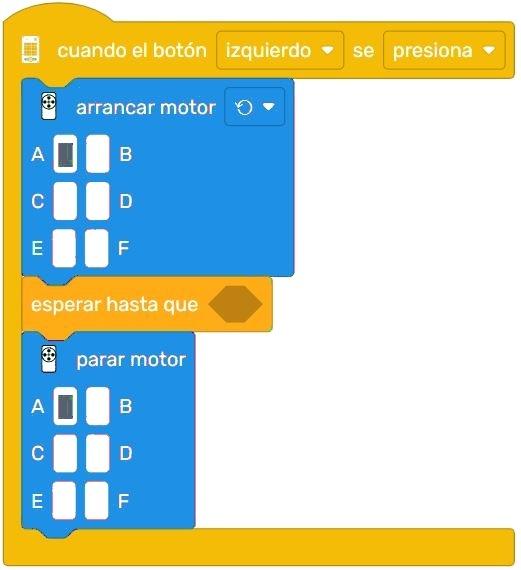 cuando el botón izquierdo se presiona
arrancar motor
A B
C D
E F
esperar hasta que
parar motor
A B
C D
E F